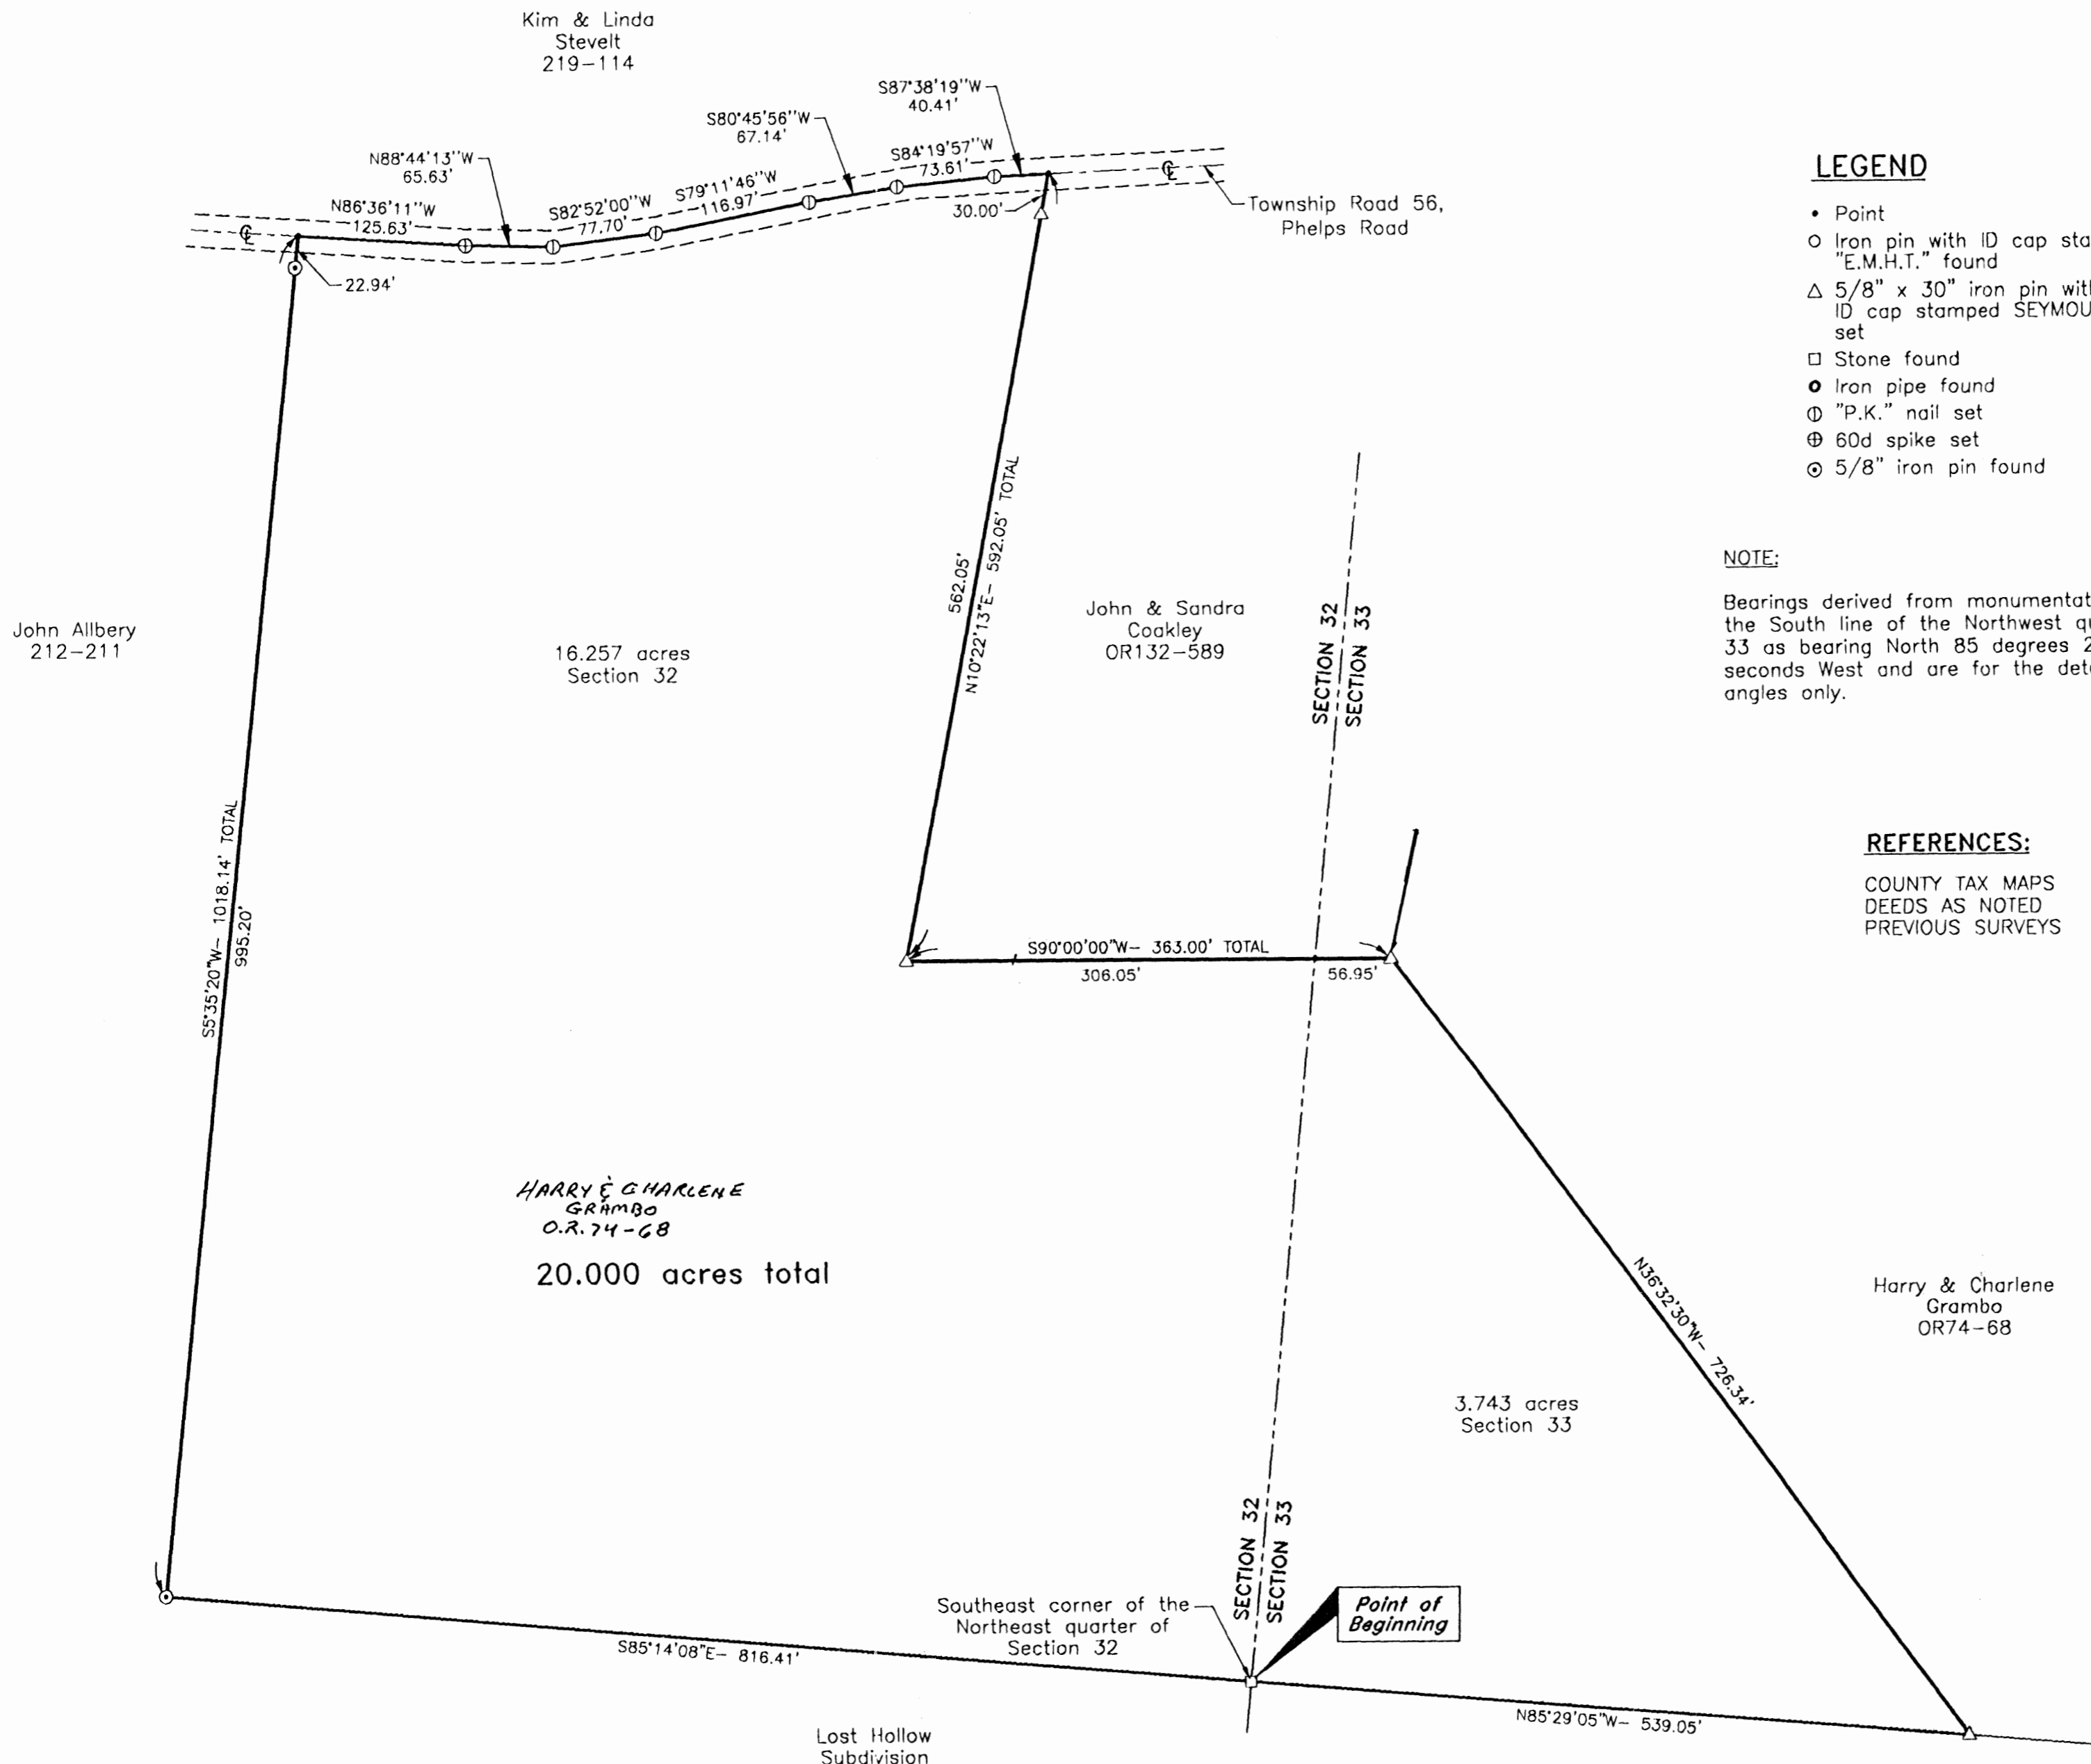 Kim & Linda
Stevelt
219-114
S87°38'19"W
40.41'
S80°45'56"W
67.14'
N88°44'13"W
65.63'
S84°19'57"W
73.61'
S79°11'46"W
116.97'
S82°52'00"W
77.70'
N86°36'11"W
125.63'
30.00'
22.94'
Township Road 56,
Phelps Road
LEGEND
Point
Iron pin with ID cap sta
"E.M.H.T." found
5/8" x 30" iron pin with
ID cap stamped SEYMOU
set
Stone found
Iron pipe found
"P.K." nail set
60d spike set
5/8" iron pin found
NOTE:
Bearings derived from monumentat
the South line of the Northwest qu
33 as bearing North 85 degrees 2
seconds West and are for the dete
angles only.
John Allbery
212-211
16.257 acres
Section 32
562.05'
N10°22'13"E- 592.05' TOTAL
John & Sandra
Coakley
OR132-589
SECTION 32
SECTION 33
REFERENCES:
COUNTY TAX MAPS
DEEDS AS NOTED
PREVIOUS SURVEYS
S5°35'20"W- 1018.14' TOTAL
995.20'
S90°00'00"W- 363.00' TOTAL
306.05'
56.95'
HARRY & CHARLENE
GRAMBO
O.R. 74-68
20.000 acres total
N36°32'30"W- 726.34'
Harry & Charlene
Grambo
OR74-68
3.743 acres
Section 33
SECTION 32
SECTION 33
Southeast corner of the
Northeast quarter of
Section 32
Point of
Beginning
S85°14'08"E- 816.41'
N85°29'05"W- 539.05'
Lost Hollow
Subdivision